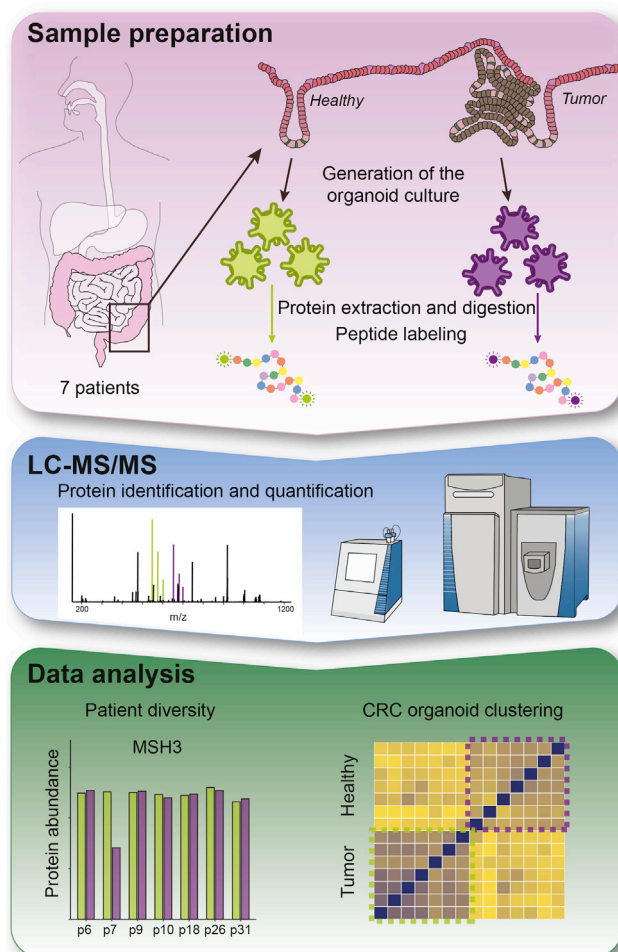 Sample preparation
Healthy
Tumor
Generation of the
organoid culture
Protein extraction and digestion
Peptide labeling
7 patients
LC-MS/MS
Protein identification and quantification
200
1200
m/z
Data analysis
Patient diversity
CRC organoid clustering
MSH3
Protein abundance
p6 p7 p9 p10 p18 p26 p31
Healthy
Tumor